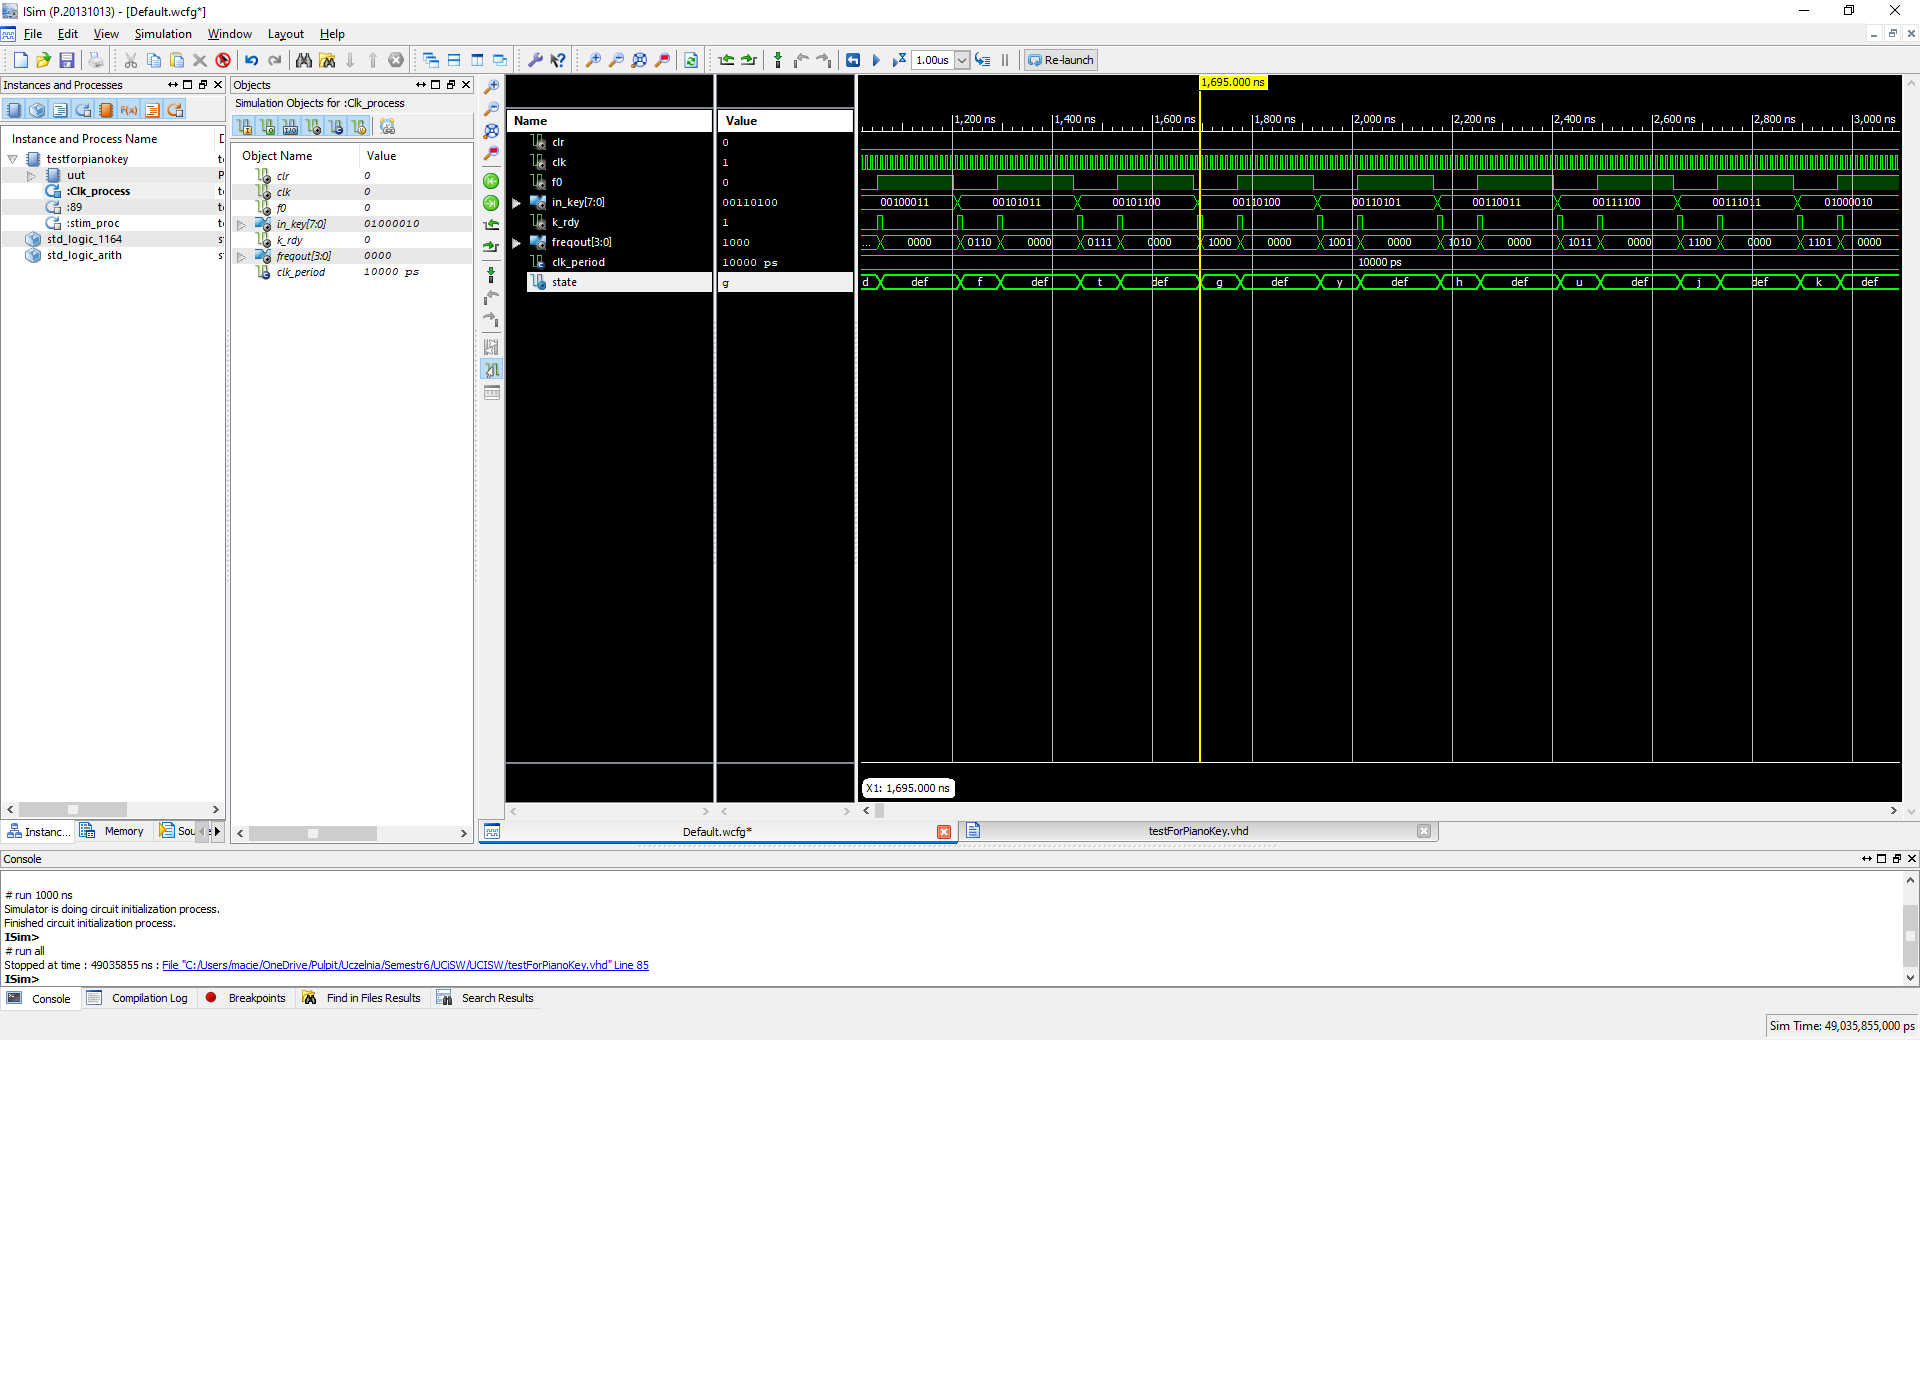 ISim (P.20131013) - [Default.wcfg*]
File Edit View Simulation Window Layout Help
1.00us Re-launch
Instances and Processes
Instance and Process Name
testforpianokey
uut
:Clk_process
:89
:stim_proc
std_logic_1164
std_logic_arith
Instanc... Memory
Objects
Simulation Objects for :Clk_process
Object Name Value
clr 0
clk 0
f0 0
in_key[7:0] 01000010
k_rdy 0
freqout[3:0] 0000
clk_period 10000 ps
Name Value
clr 0
clk 1
f0 0
in_key[7:0] 00110100
k_rdy 1
freqout[3:0] 1000
clk_period 10000 ps
state g
1,695.000 ns
1,200 ns 1,400 ns 1,600 ns 1,800 ns 2,000 ns 2,200 ns 2,400 ns 2,600 ns 2,800 ns 3,000 ns
00100011 00101011 00101100 00110100 00110101 00110011 00111100 00111011 01000010
... 0000 0110 0000 0111 0000 1000 0000 1001 0000 1010 0000 1011 0000 1100 0000 1101 0000
10000 ps
d def f def t def g def y def h def u def j def k def
X1: 1,695.000 ns
Default.wcfg* testForPianoKey.vhd
Console
# run 1000 ns
Simulator is doing circuit initialization process.
Finished circuit initialization process.
ISim>
# run all
Stopped at time : 49035855 ns : File "C:/Users/macie/OneDrive/Pulpit/Uczelnia/Semestr6/UCiSW/UCISW/testForPianoKey.vhd" Line 85
ISim>
Console Compilation Log Breakpoints Find in Files Results Search Results
Sim Time: 49,035,855,000 ps